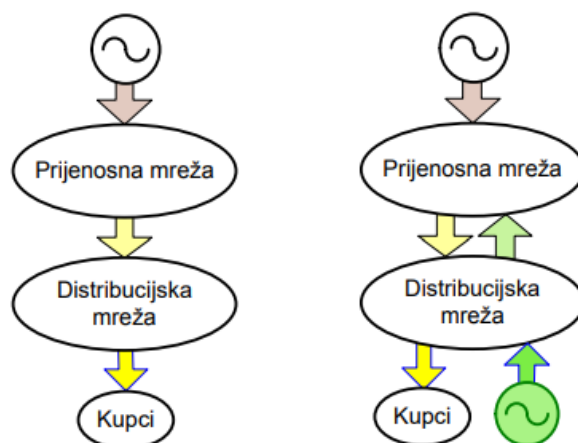 Prijenosna mreža
Distribucijska
mreža
Kupci
Prijenosna mreža
Distribucijska
mreža
Kupci